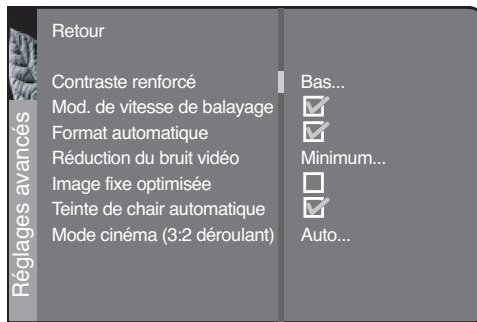 Retour
Contraste renforcé Bas...
Mod. de vitesse de balayage
Format automatique
Réduction du bruit vidéo Minimum...
Image fixe optimisée
Teinte de chair automatique
Mode cinéma (3:2 déroulant) Auto...
Réglages avancés